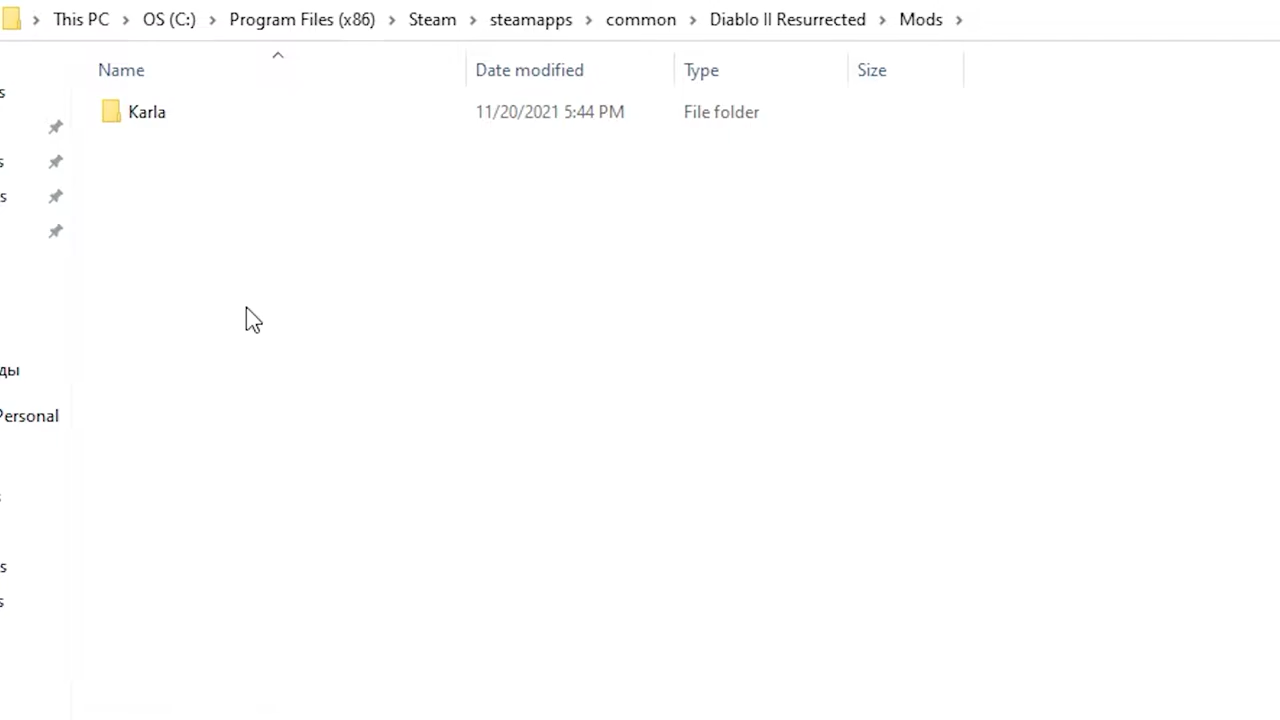 This PC > OS (C:) > Program Files (x86) > Steam > steamapps > common > Diablo II Resurrected > Mods >
Name Date modified Type Size
Karla 11/20/2021 5:44 PM File folder
Personal